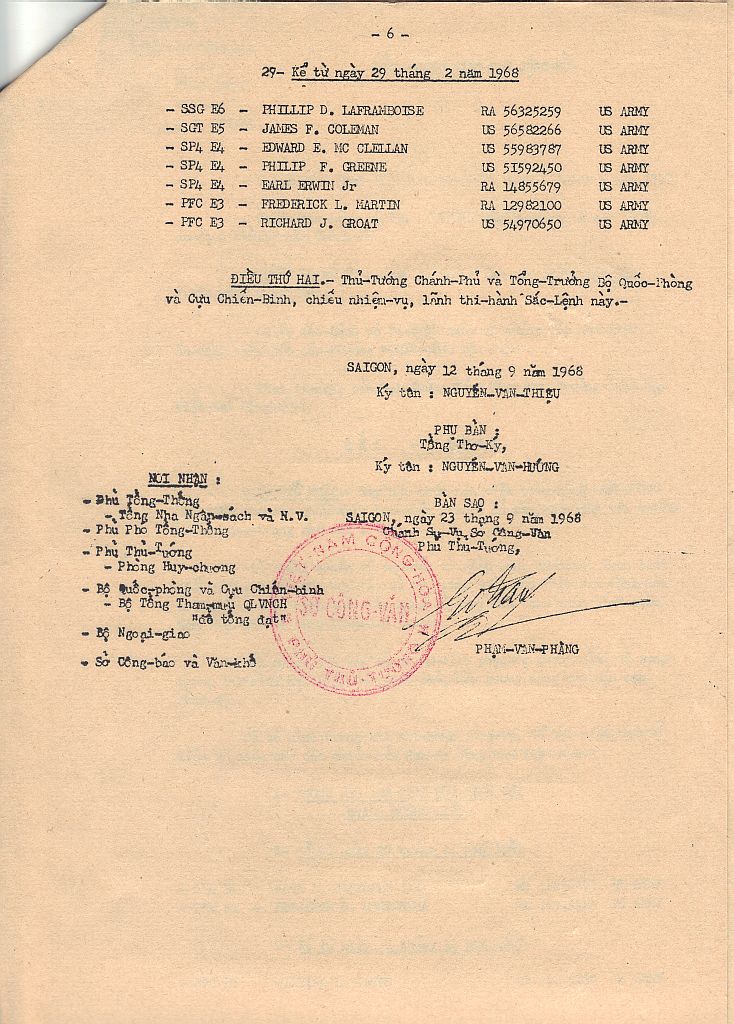 - 6 -
29- Kể từ ngày 29 tháng 2 năm 1968
- SSG E6 - PHILLIP D. LAFRAMBOISE RA 56325259 US ARMY
- SGT E5 - JAMES F. COLEMAN US 56582266 US ARMY
- SP4 E4 - EDWARD E. MC CLELLAN US 55983787 US ARMY
- SP4 E4 - PHILIP F. GREENE US 51592450 US ARMY
- SP4 E4 - EARL ERWIN Jr RA 14855679 US ARMY
- PFC E3 - FREDERICK L. MARTIN RA 12982100 US ARMY
- PFC E3 - RICHARD J. GROAT US 54970650 US ARMY
ĐIỀU THỨ HAI.- Thủ-Tướng Chánh-Phủ và Tổng-Trưởng Bộ Quốc-Phòng
và Cựu Chiến-Binh, chiếu nhiệm-vụ, lãnh thi-hành Sắc-Lệnh này.-
SAIGON, ngày 12 tháng 9 năm 1968
Ký tên : NGUYỄN-VĂN-THIỆU
PHÓ BẢN :
Tổng Thơ-Ký,
Ký tên : NGUYỄN-VĂN-HƯỚNG
NƠI NHẬN :
- Phủ Tổng-Thống
- Tổng Nha Ngân-sách và N.V.
- Phủ Phó Tổng-Thống
- Phủ Thủ-Tướng
- Phòng Huy-chương
- Bộ Quốc-phòng và Cựu Chiến-binh
- Bộ Tổng Tham-mưu QLVNCH
"để tống đạt"
- Bộ Ngoại-giao
- Sở Công-báo và Văn-khố
BẢN SAO :
SAIGON, ngày 23 tháng 9 năm 1968
Chánh Sự-Vụ Sở Công-Văn
Phủ Thủ-Tướng,
VIỆT NAM CỘNG HÒA
SỞ CÔNG-VĂN
PHẠM-VĂN-PHẲNG